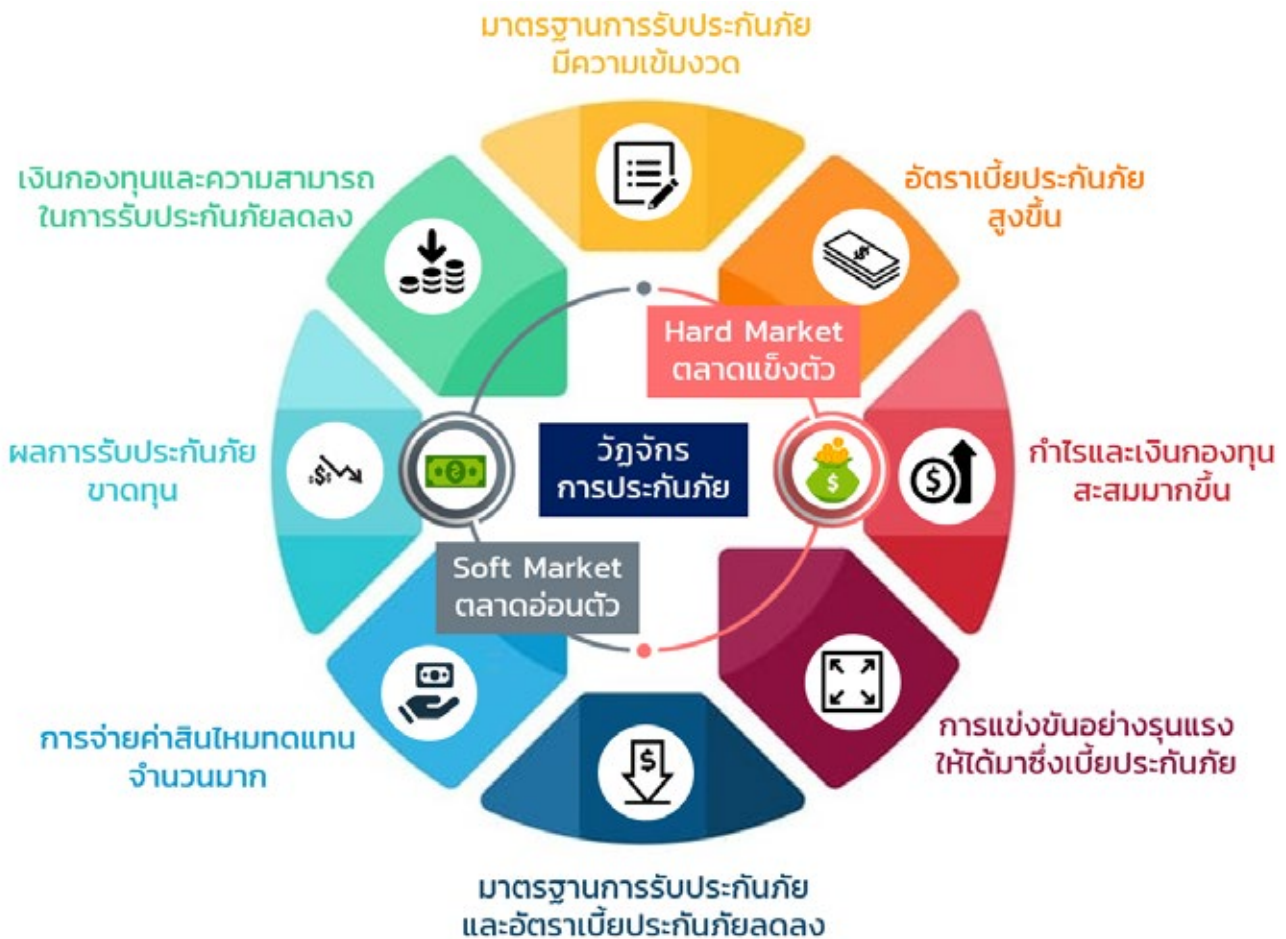 มาตรฐานการรับประกันภัย
มีความเข้มงวด
อัตราเบี้ยประกันภัย
สูงขึ้น
กำไรและเงินกองทุน
สะสมมากขึ้น
การแข่งขันอย่างรุนแรง
ให้ได้มาซึ่งเบี้ยประกันภัย
มาตรฐานการรับประกันภัย
และอัตราเบี้ยประกันภัยลดลง
การจ่ายค่าสินไหมทดแทน
จำนวนมาก
ผลการรับประกันภัย
ขาดทุน
เงินกองทุนและความสามารถ
ในการรับประกันภัยลดลง
Hard Market
ตลาดแข็งตัว
วัฏจักร
การประกันภัย
Soft Market
ตลาดอ่อนตัว